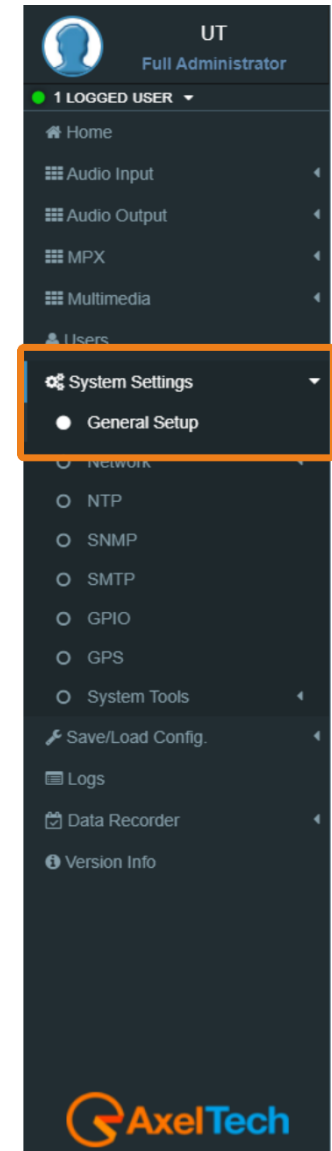 UT
Full Administrator
1 LOGGED USER
Home
Audio Input
Audio Output
MPX
Multimedia
Users
System Settings
General Setup
Network
NTP
SNMP
SMTP
GPIO
GPS
System Tools
Save/Load Config.
Logs
Data Recorder
Version Info
AxelTech